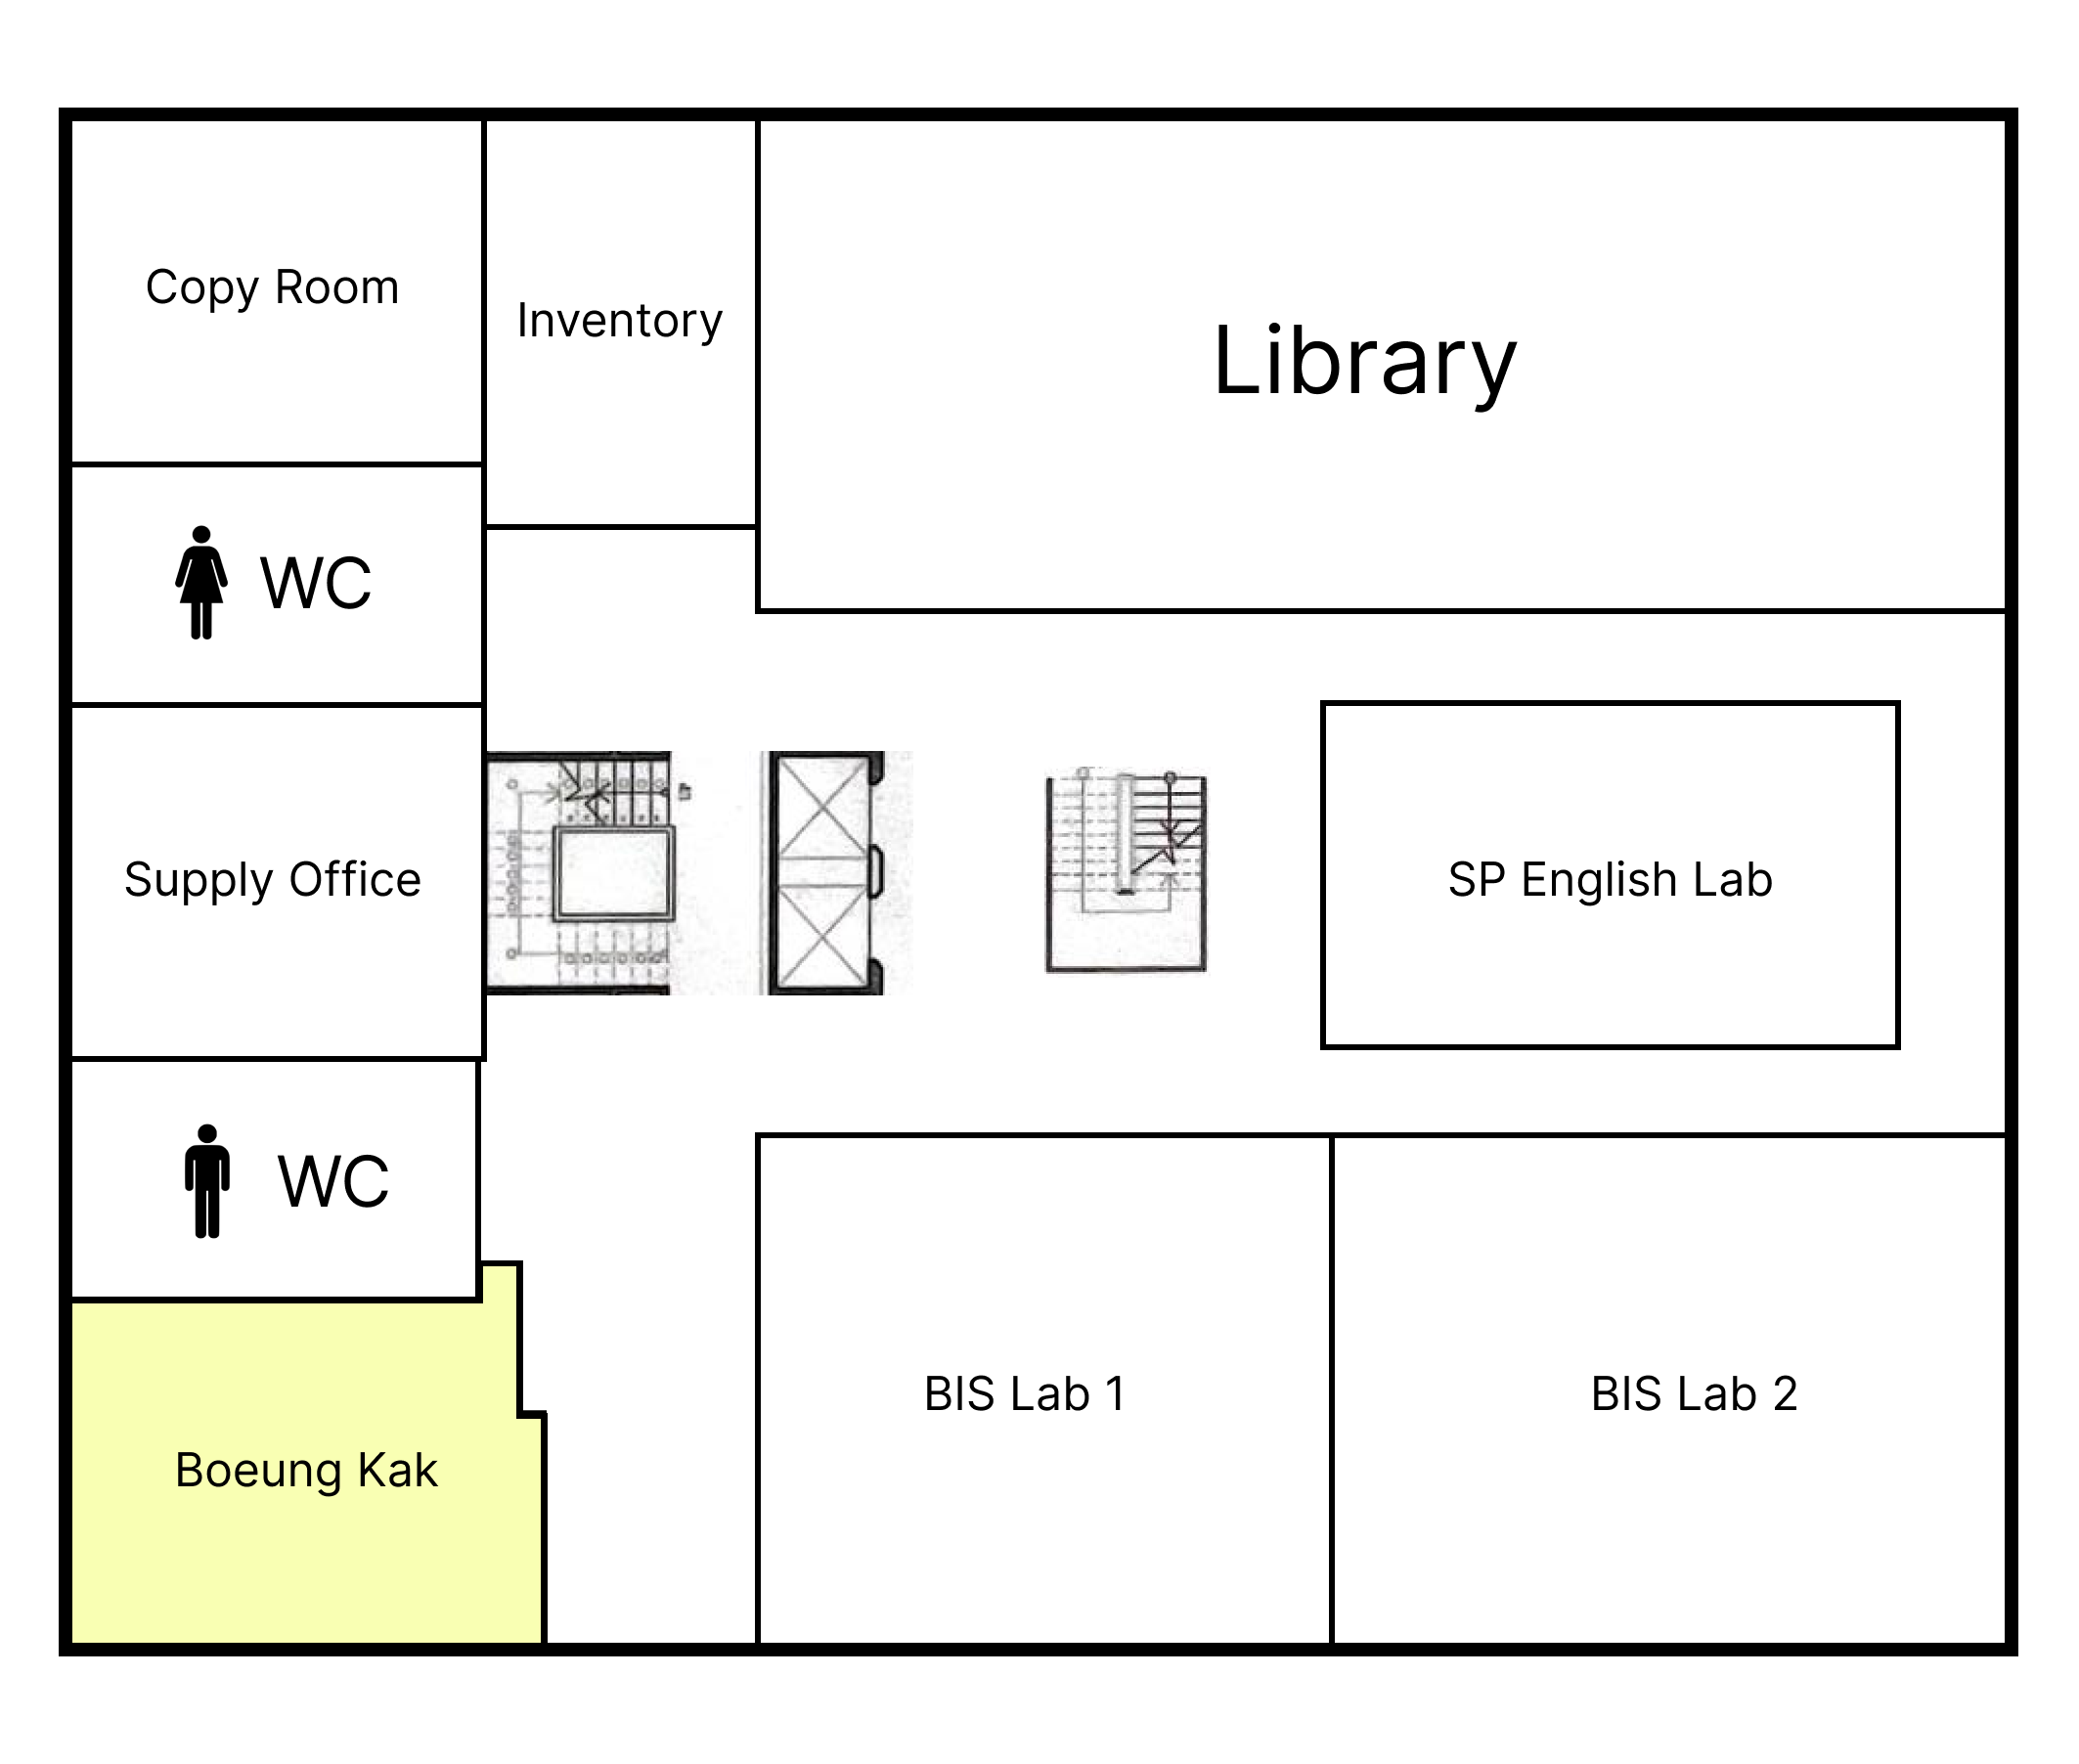 Copy Room
Inventory
Library
WC
Supply Office
SP English Lab
WC
BIS Lab 1
BIS Lab 2
Boeung Kak